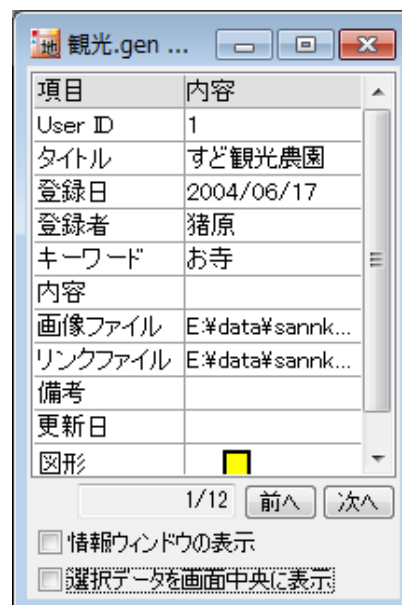 地 観光.gen ...
項目 内容
User ID 1
タイトル すど観光農園
登録日 2004/06/17
登録者 猪原
キーワード お寺
内容
画像ファイル E:¥data¥sannk...
リンクファイル E:¥data¥sannk...
備考
更新日
図形
1/12 前へ 次へ
情報ウィンドウの表示
選択データを画面中央に表示